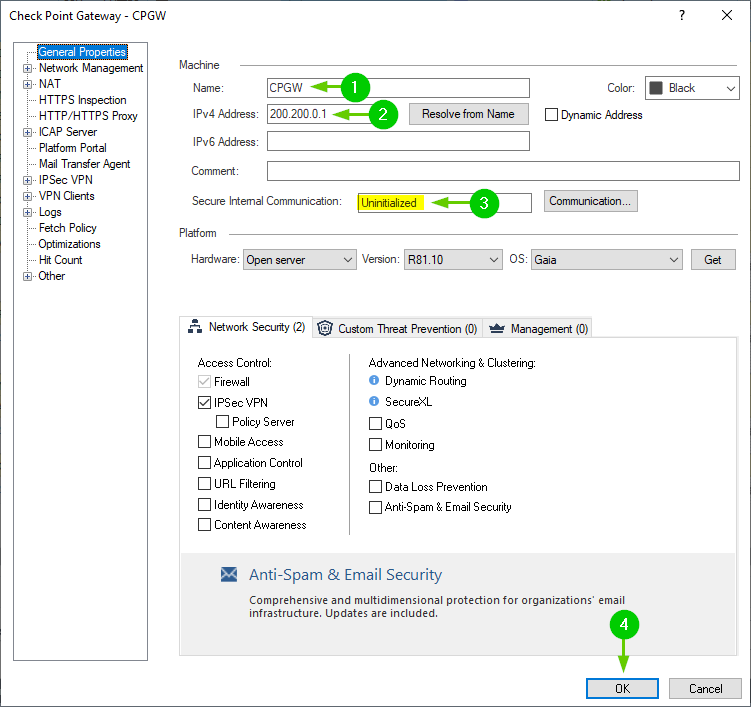 Check Point Gateway - CPGW
?
General Properties
Network Management
NAT
HTTPS Inspection
HTTP/HTTPS Proxy
ICAP Server
Platform Portal
Mail Transfer Agent
IPSec VPN
VPN Clients
Logs
Fetch Policy
Optimizations
Hit Count
Other
Machine
Name: CPGW 1 Color: Black
IPv4 Address: 200.200.0.1 2 Resolve from Name Dynamic Address
IPv6 Address:
Comment:
Secure Internal Communication: Uninitialized 3 Communication...
Platform
Hardware: Open server Version: R81.10 OS: Gaia Get
Network Security (2) Custom Threat Prevention (0) Management (0)
Access Control:
Firewall
IPSec VPN
Policy Server
Mobile Access
Application Control
URL Filtering
Identity Awareness
Content Awareness
Advanced Networking & Clustering:
Dynamic Routing
SecureXL
QoS
Monitoring
Other:
Data Loss Prevention
Anti-Spam & Email Security
Anti-Spam & Email Security
Comprehensive and multidimensional protection for organizations' email
infrastructure. Updates are included.
4
OK Cancel